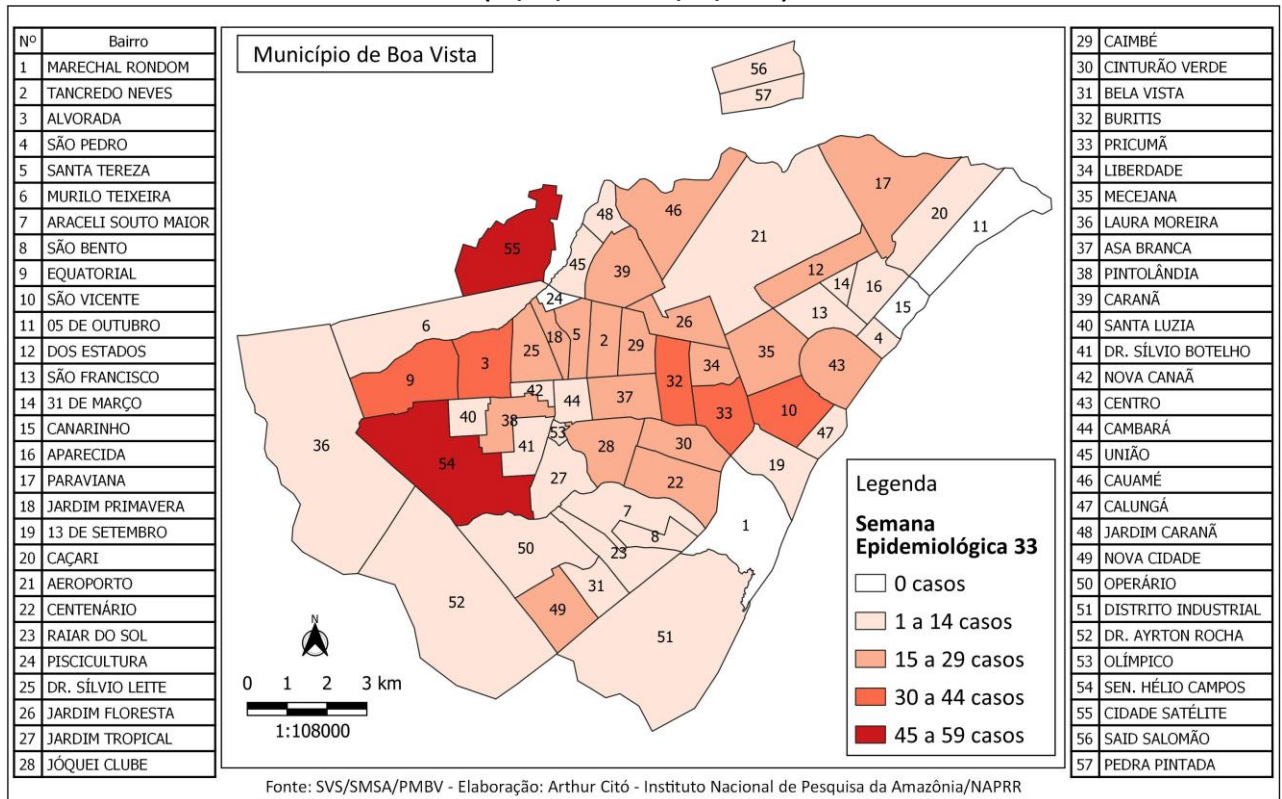 Nº Bairro
1 MARECHAL RONDOM
2 TANCREDO NEVES
3 ALVORADA
4 SÃO PEDRO
5 SANTA TEREZA
6 MURILO TEIXEIRA
7 ARACELI SOUTO MAIOR
8 SÃO BENTO
9 EQUATORIAL
10 SÃO VICENTE
11 05 DE OUTUBRO
12 DOS ESTADOS
13 SÃO FRANCISCO
14 31 DE MARÇO
15 CANARINHO
16 APARECIDA
17 PARAVIANA
18 JARDIM PRIMAVERA
19 13 DE SETEMBRO
20 CAÇARI
21 AEROPORTO
22 CENTENÁRIO
23 RAIAR DO SOL
24 PISCICULTURA
25 DR. SÍLVIO LEITE
26 JARDIM FLORESTA
27 JARDIM TROPICAL
28 JÓQUEI CLUBE
Município de Boa Vista
56
57
17
48
46
20
11
21
55
45
39
12
14
16
24
15
13
6
26
4
18
5
2
29
25
35
34
43
3
9
32
42
44
37
33
10
40
38
53
41
47
36
30
28
54
19
27
22
7
1
8
50
23
31
52
49
51
N
0 1 2 3 km
1:108000
Legenda
Semana
Epidemiológica 33
0 casos
1 a 14 casos
15 a 29 casos
30 a 44 casos
45 a 59 casos
29 CAIMBÉ
30 CINTURÃO VERDE
31 BELA VISTA
32 BURITIS
33 PRICUMÃ
34 LIBERDADE
35 MECEJANA
36 LAURA MOREIRA
37 ASA BRANCA
38 PINTOLÂNDIA
39 CARANÃ
40 SANTA LUZIA
41 DR. SÍLVIO BOTELHO
42 NOVA CANAÃ
43 CENTRO
44 CAMBARÁ
45 UNIÃO
46 CAUAMÉ
47 CALUNGÁ
48 JARDIM CARANÃ
49 NOVA CIDADE
50 OPERÁRIO
51 DISTRITO INDUSTRIAL
52 DR. AYRTON ROCHA
53 OLÍMPICO
54 SEN. HÉLIO CAMPOS
55 CIDADE SATÉLITE
56 SAID SALOMÃO
57 PEDRA PINTADA
Fonte: SVS/SMSA/PMBV - Elaboração: Arthur Citó - Instituto Nacional de Pesquisa da Amazônia/NAPRR